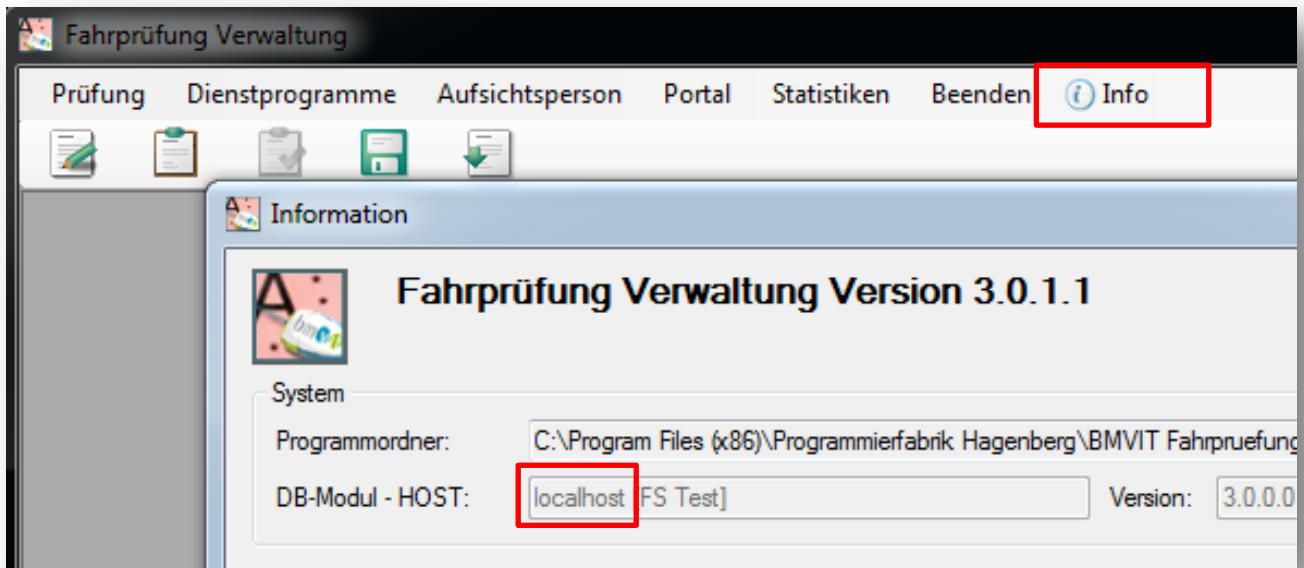 Fahrprüfung Verwaltung
Prüfung Dienstprogramme Aufsichtsperson Portal Statistiken Beenden Info
Information
Fahrprüfung Verwaltung Version 3.0.1.1
System
Programmordner: C:\Program Files (x86)\Programmierfabrik Hagenberg\BMVIT Fahrpruefung
DB-Modul - HOST: localhost [FS Test] Version: 3.0.0.0